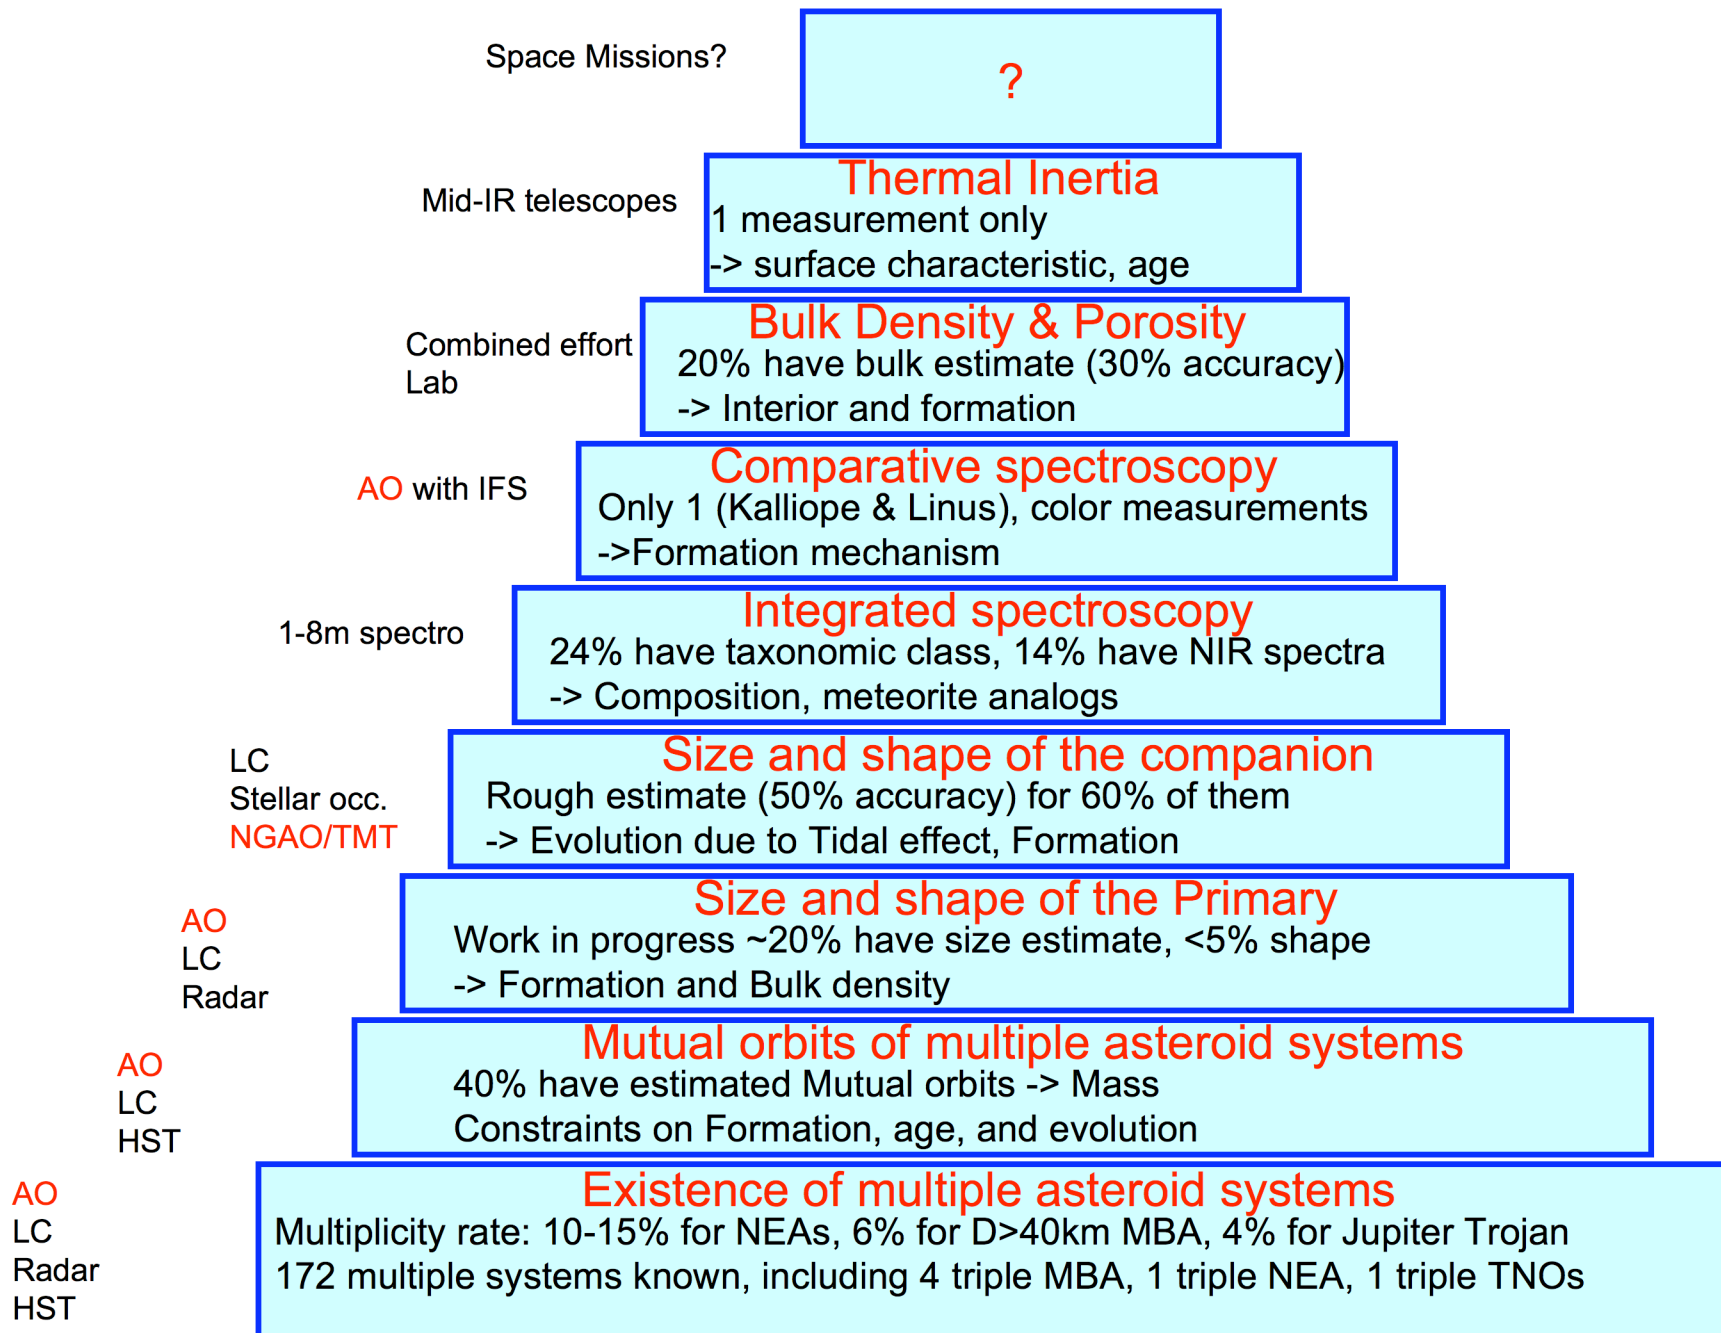 Space Missions?
?
Mid-IR telescopes
Thermal Inertia
1 measurement only
-> surface characteristic, age
Combined effort
Lab
Bulk Density & Porosity
20% have bulk estimate (30% accuracy)
-> Interior and formation
AO with IFS
Comparative spectroscopy
Only 1 (Kalliope & Linus), color measurements
->Formation mechanism
1-8m spectro
Integrated spectroscopy
24% have taxonomic class, 14% have NIR spectra
-> Composition, meteorite analogs
LC
Stellar occ.
NGAO/TMT
Size and shape of the companion
Rough estimate (50% accuracy) for 60% of them
-> Evolution due to Tidal effect, Formation
AO
LC
Radar
Size and shape of the Primary
Work in progress ~20% have size estimate, <5% shape
-> Formation and Bulk density
AO
LC
HST
Mutual orbits of multiple asteroid systems
40% have estimated Mutual orbits -> Mass
Constraints on Formation, age, and evolution
AO
LC
Radar
HST
Existence of multiple asteroid systems
Multiplicity rate: 10-15% for NEAs, 6% for D>40km MBA, 4% for Jupiter Trojan
172 multiple systems known, including 4 triple MBA, 1 triple NEA, 1 triple TNOs